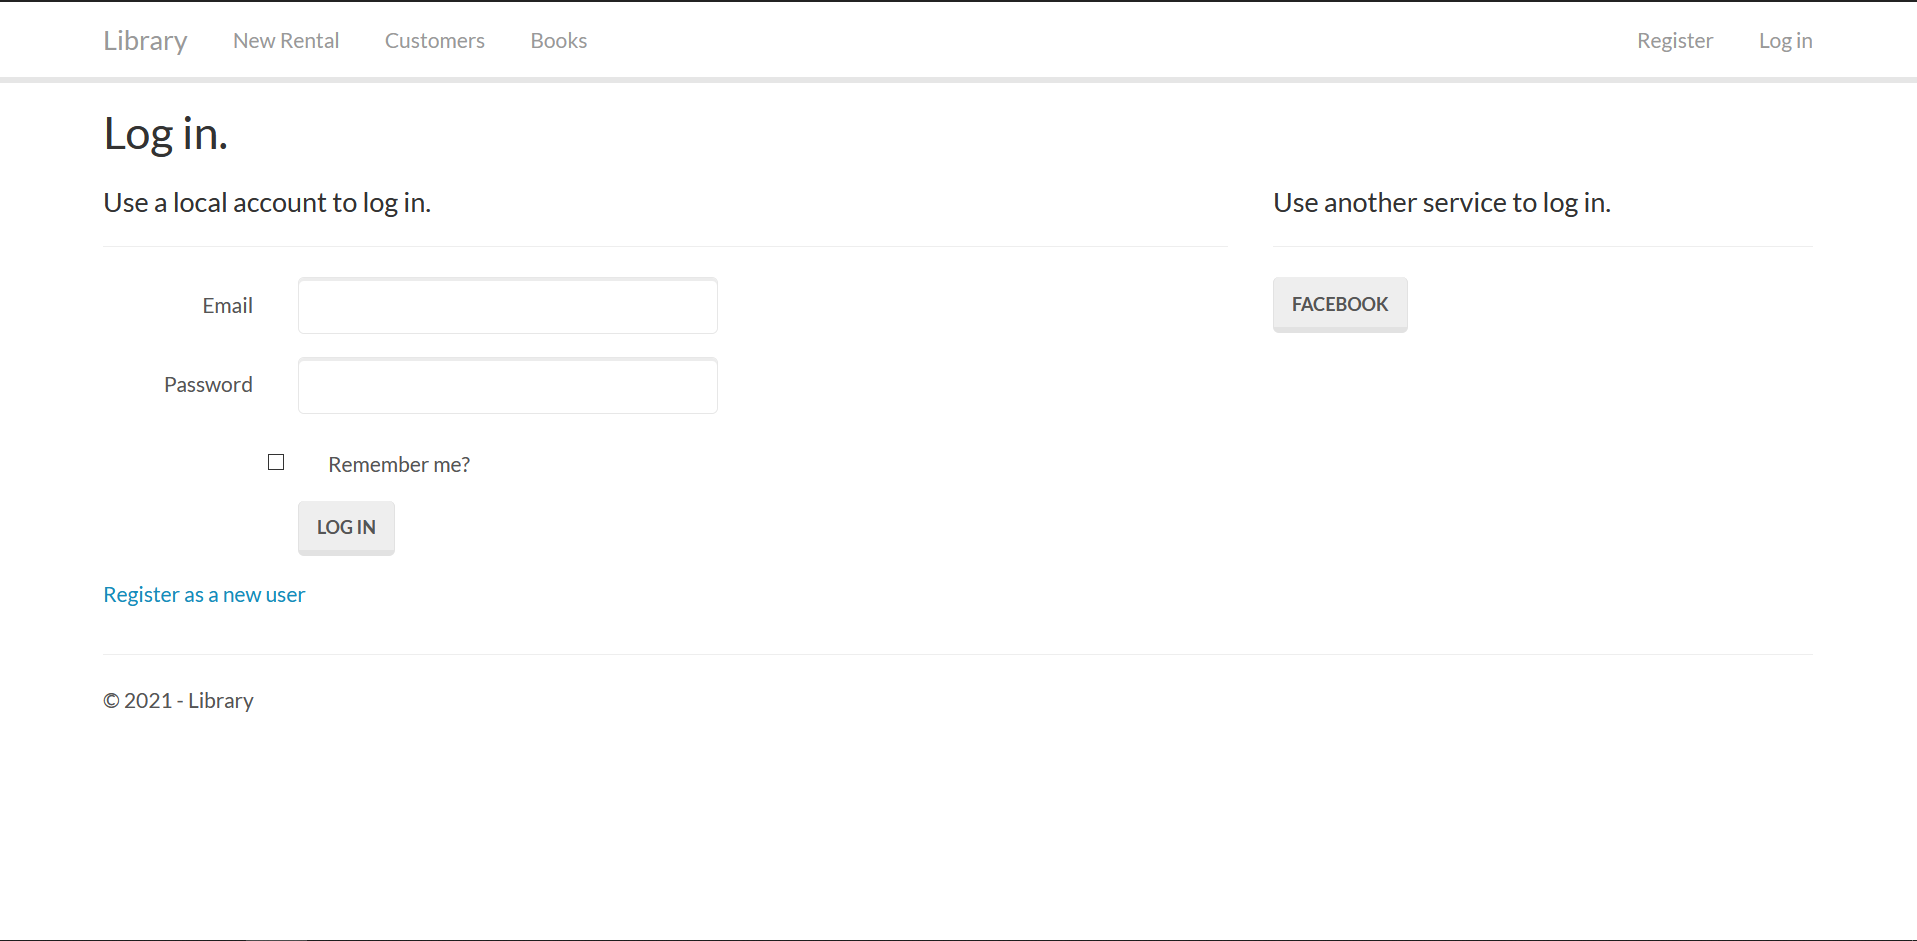 Library New Rental Customers Books Register Log in
Log in.
Use a local account to log in.
Email
Password
Remember me?
LOG IN
Register as a new user
Use another service to log in.
FACEBOOK
© 2021 - Library